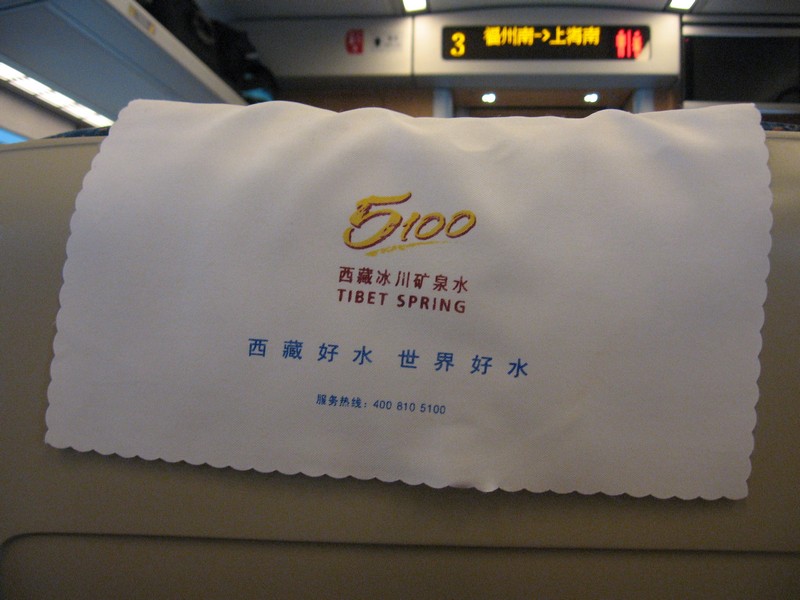 3 福州南->上海南
5100
西藏冰川矿泉水
TIBET SPRING
西藏好水 世界好水
服务热线：400 810 5100